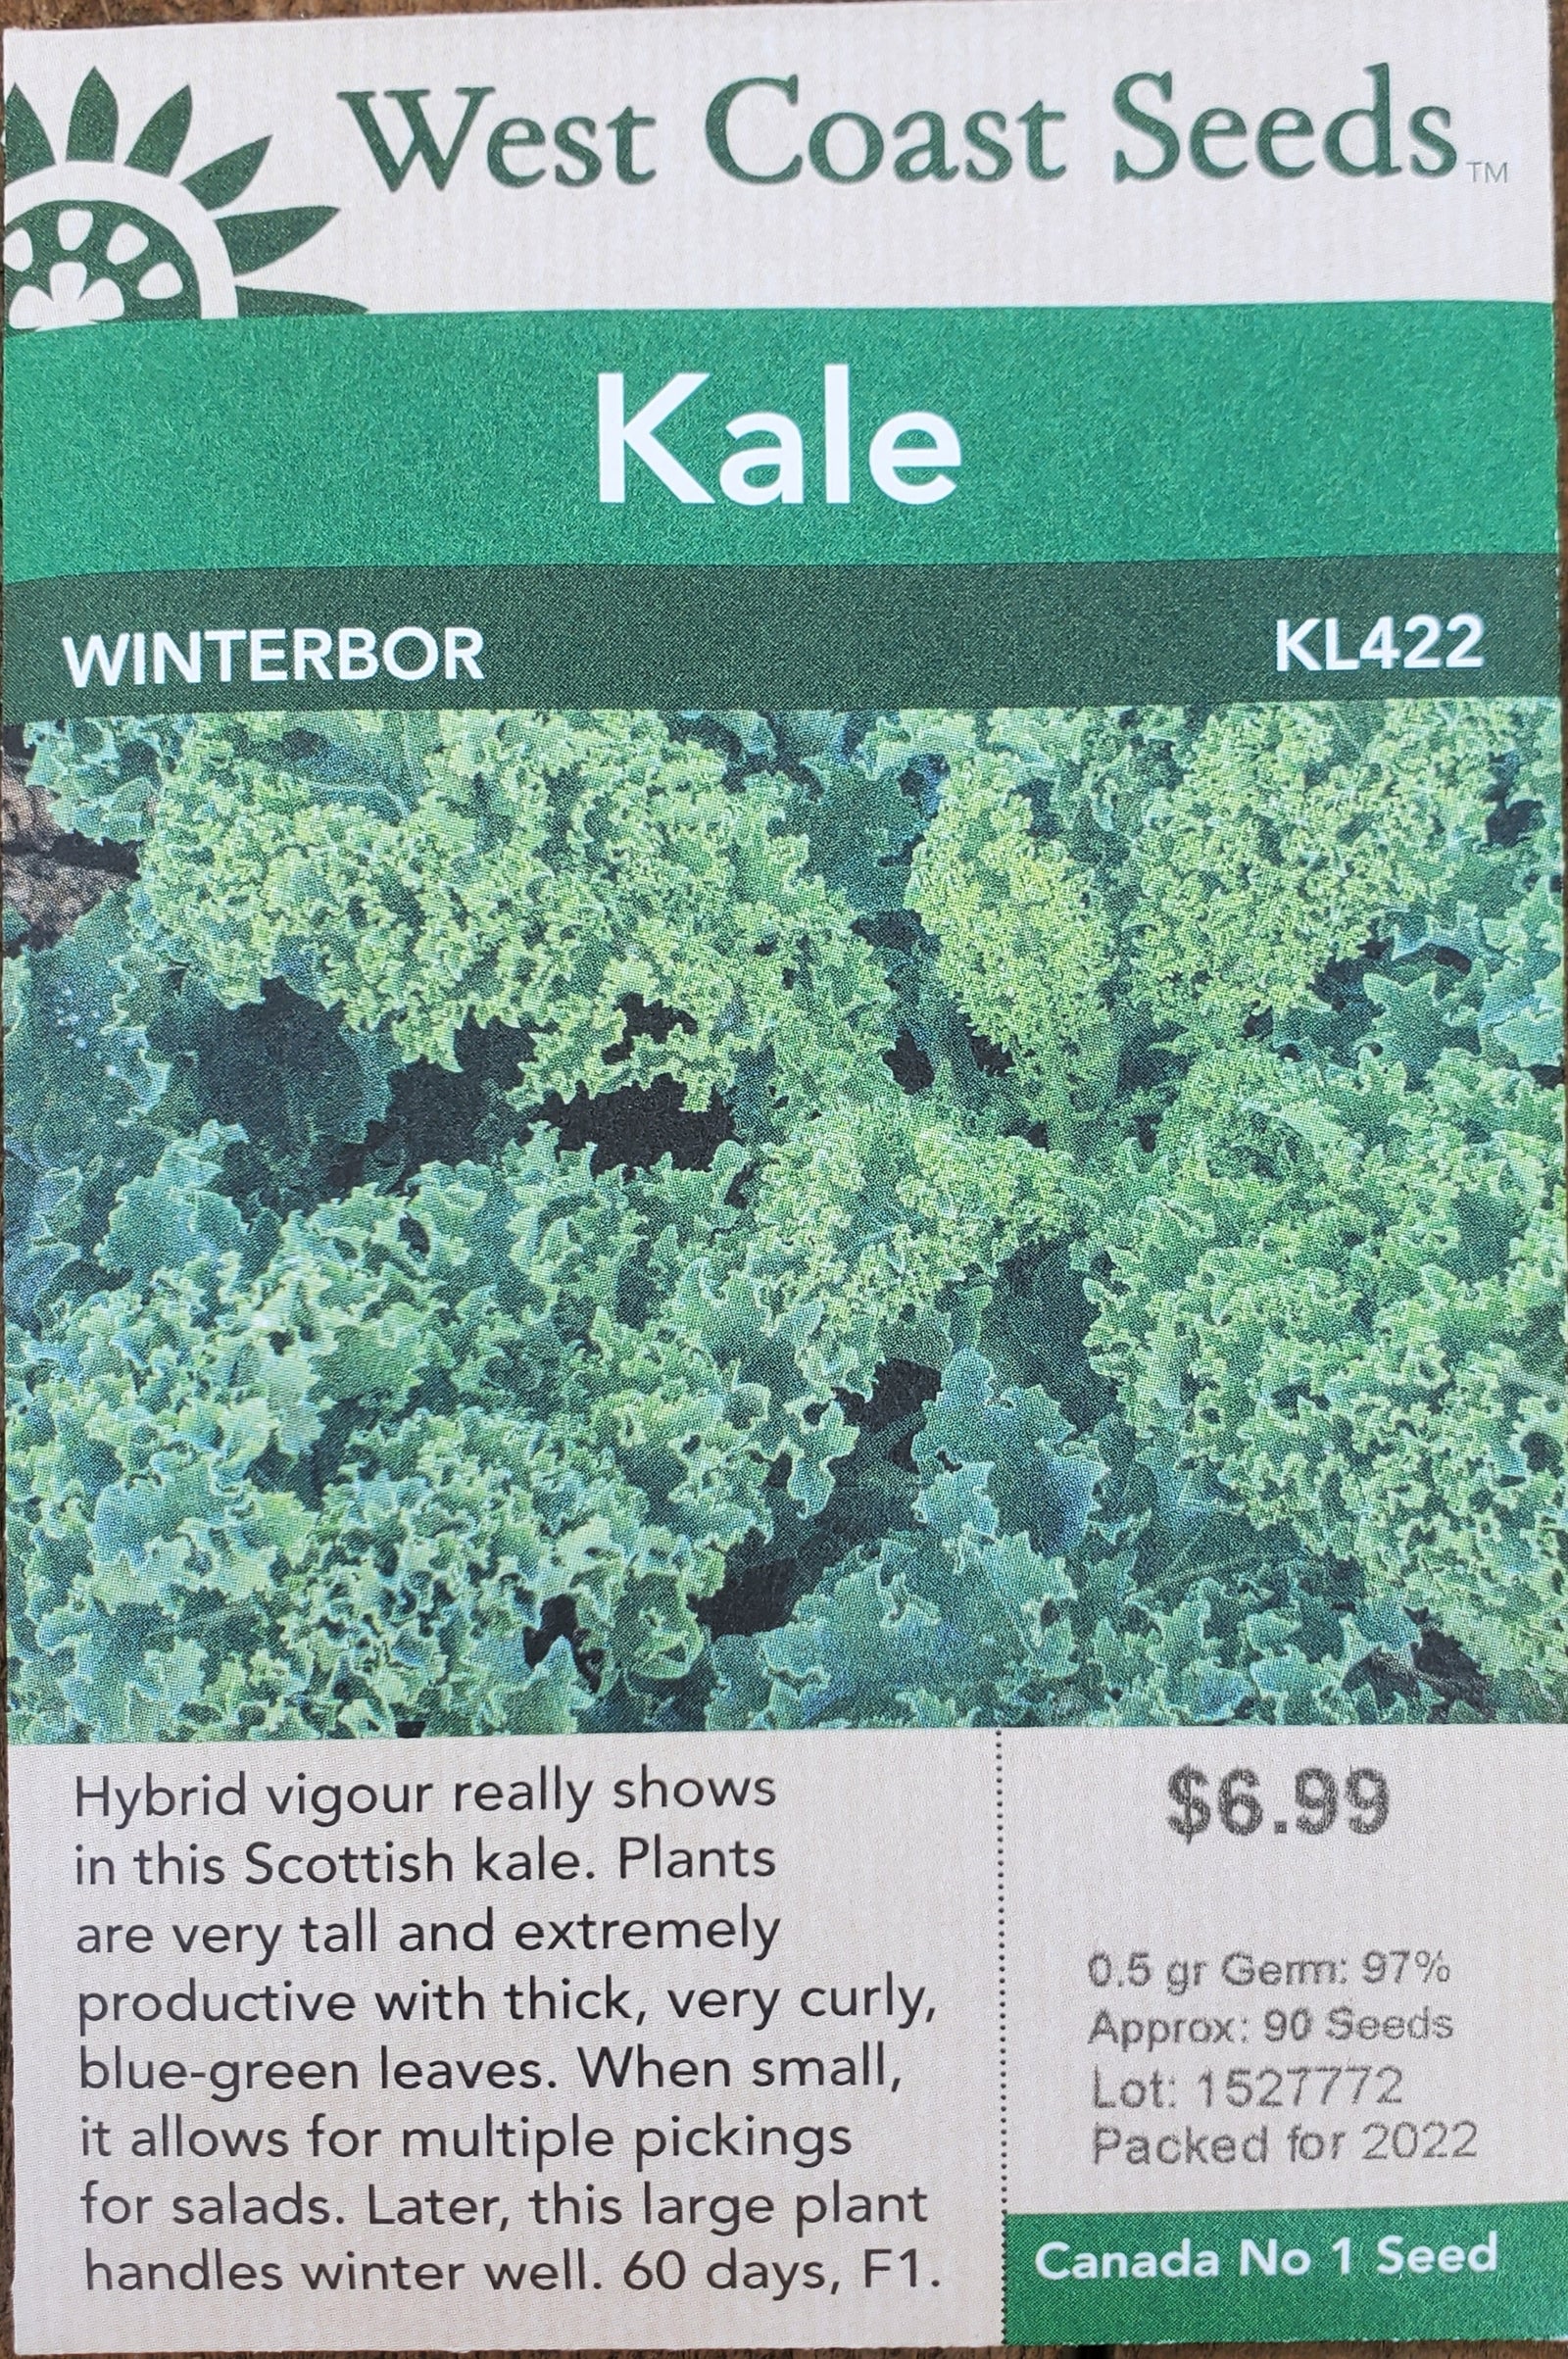 West Coast Seeds™
Kale
WINTERBOR
KL422
Hybrid vigour really shows
in this Scottish kale. Plants
are very tall and extremely
productive with thick, very curly,
blue-green leaves. When small,
it allows for multiple pickings
for salads. Later, this large plant
handles winter well. 60 days, F1.
$6.99
0.5 gr Germ: 97%
Approx: 90 Seeds
Lot: 1527772
Packed for 2022
Canada No 1 Seed